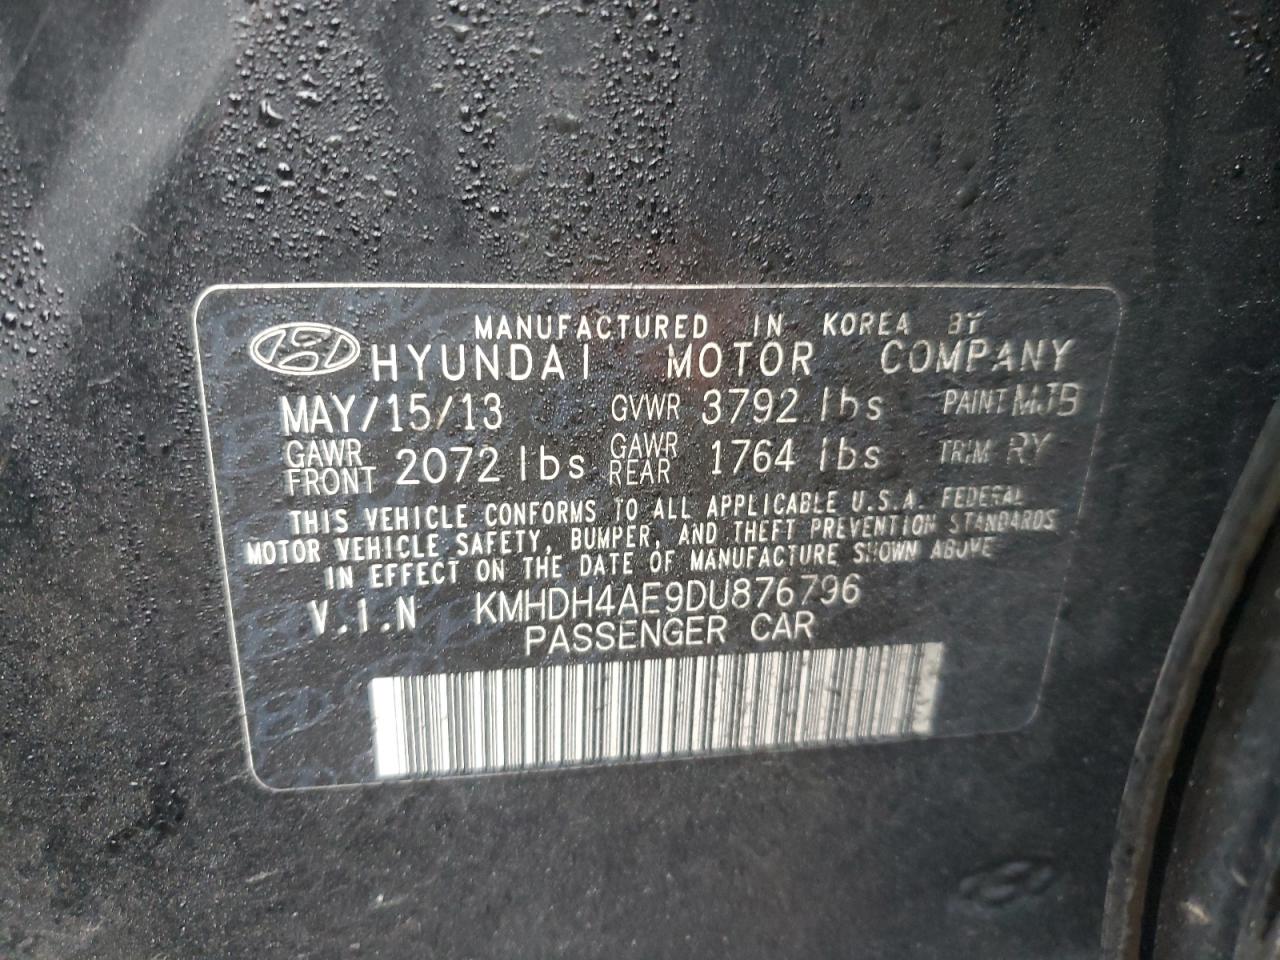 MANUFACTURED IN KOREA BY
HYUNDAI MOTOR COMPANY
MAY/15/13 GVWR 3792 lbs PAINT MJB
GAWR FRONT 2072 lbs GAWR REAR 1764 lbs TRIM RY
THIS VEHICLE CONFORMS TO ALL APPLICABLE U.S.A. FEDERAL
MOTOR VEHICLE SAFETY, BUMPER, AND THEFT PREVENTION STANDARDS
IN EFFECT ON THE DATE OF MANUFACTURE SHOWN ABOVE
V.I.N KMHDH4AE9DU876796
PASSENGER CAR